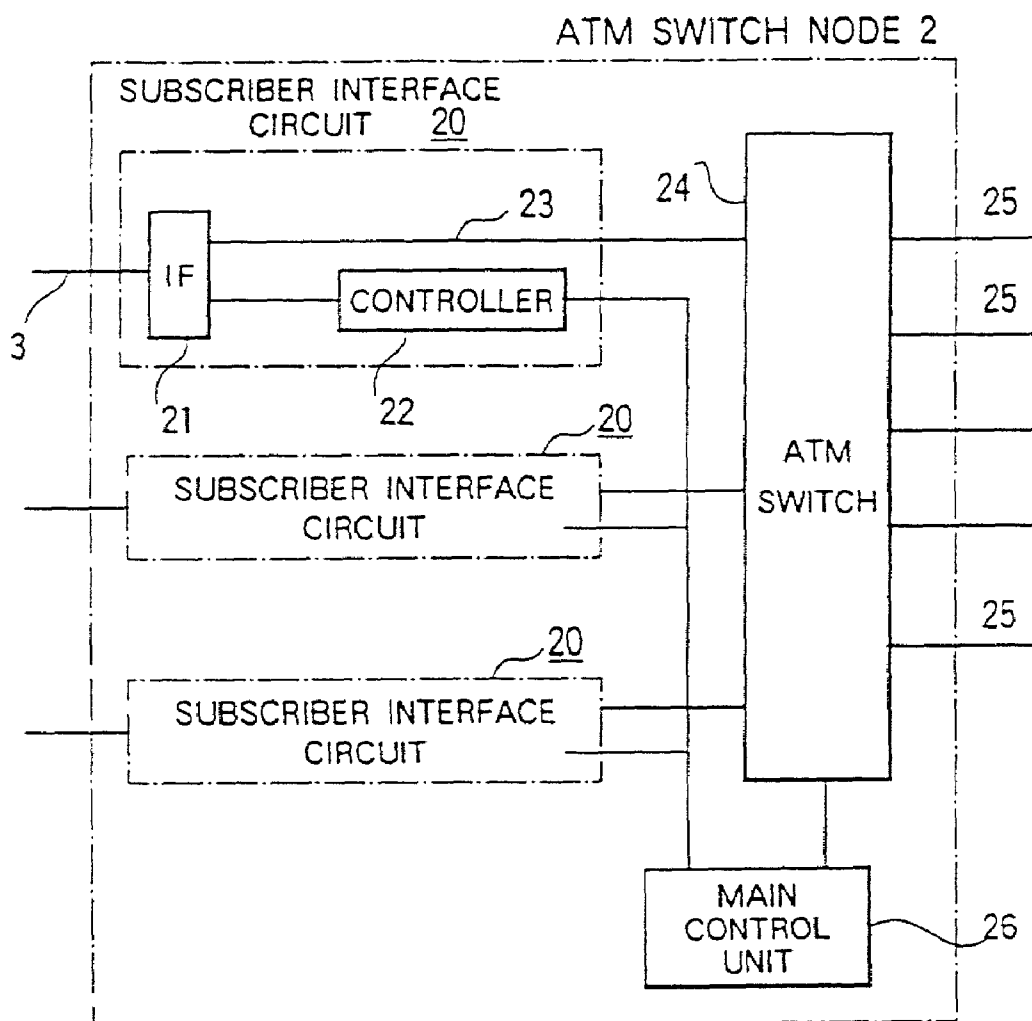 ATM SWITCH NODE 2
SUBSCRIBER INTERFACE
CIRCUIT 20
24
25
23
IF
3
CONTROLLER
25
21
22
20
SUBSCRIBER INTERFACE
CIRCUIT
ATM
SWITCH
25
20
SUBSCRIBER INTERFACE
CIRCUIT
MAIN
CONTROL
UNIT
26